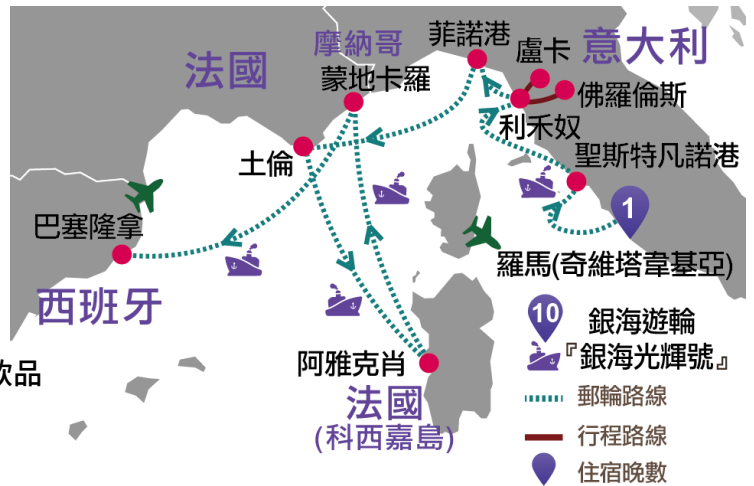 摩納哥
菲諾港
盧卡
意大利
法國
蒙地卡羅
佛羅倫斯
利禾奴
土倫
聖斯特凡諾港
1
巴塞隆拿
羅馬(奇維塔韋基亞)
西班牙
10
銀海遊輪
『銀海光輝號』
阿雅克肖
飲品
法國
(科西嘉島)
郵輪路線
行程路線
住宿晚數